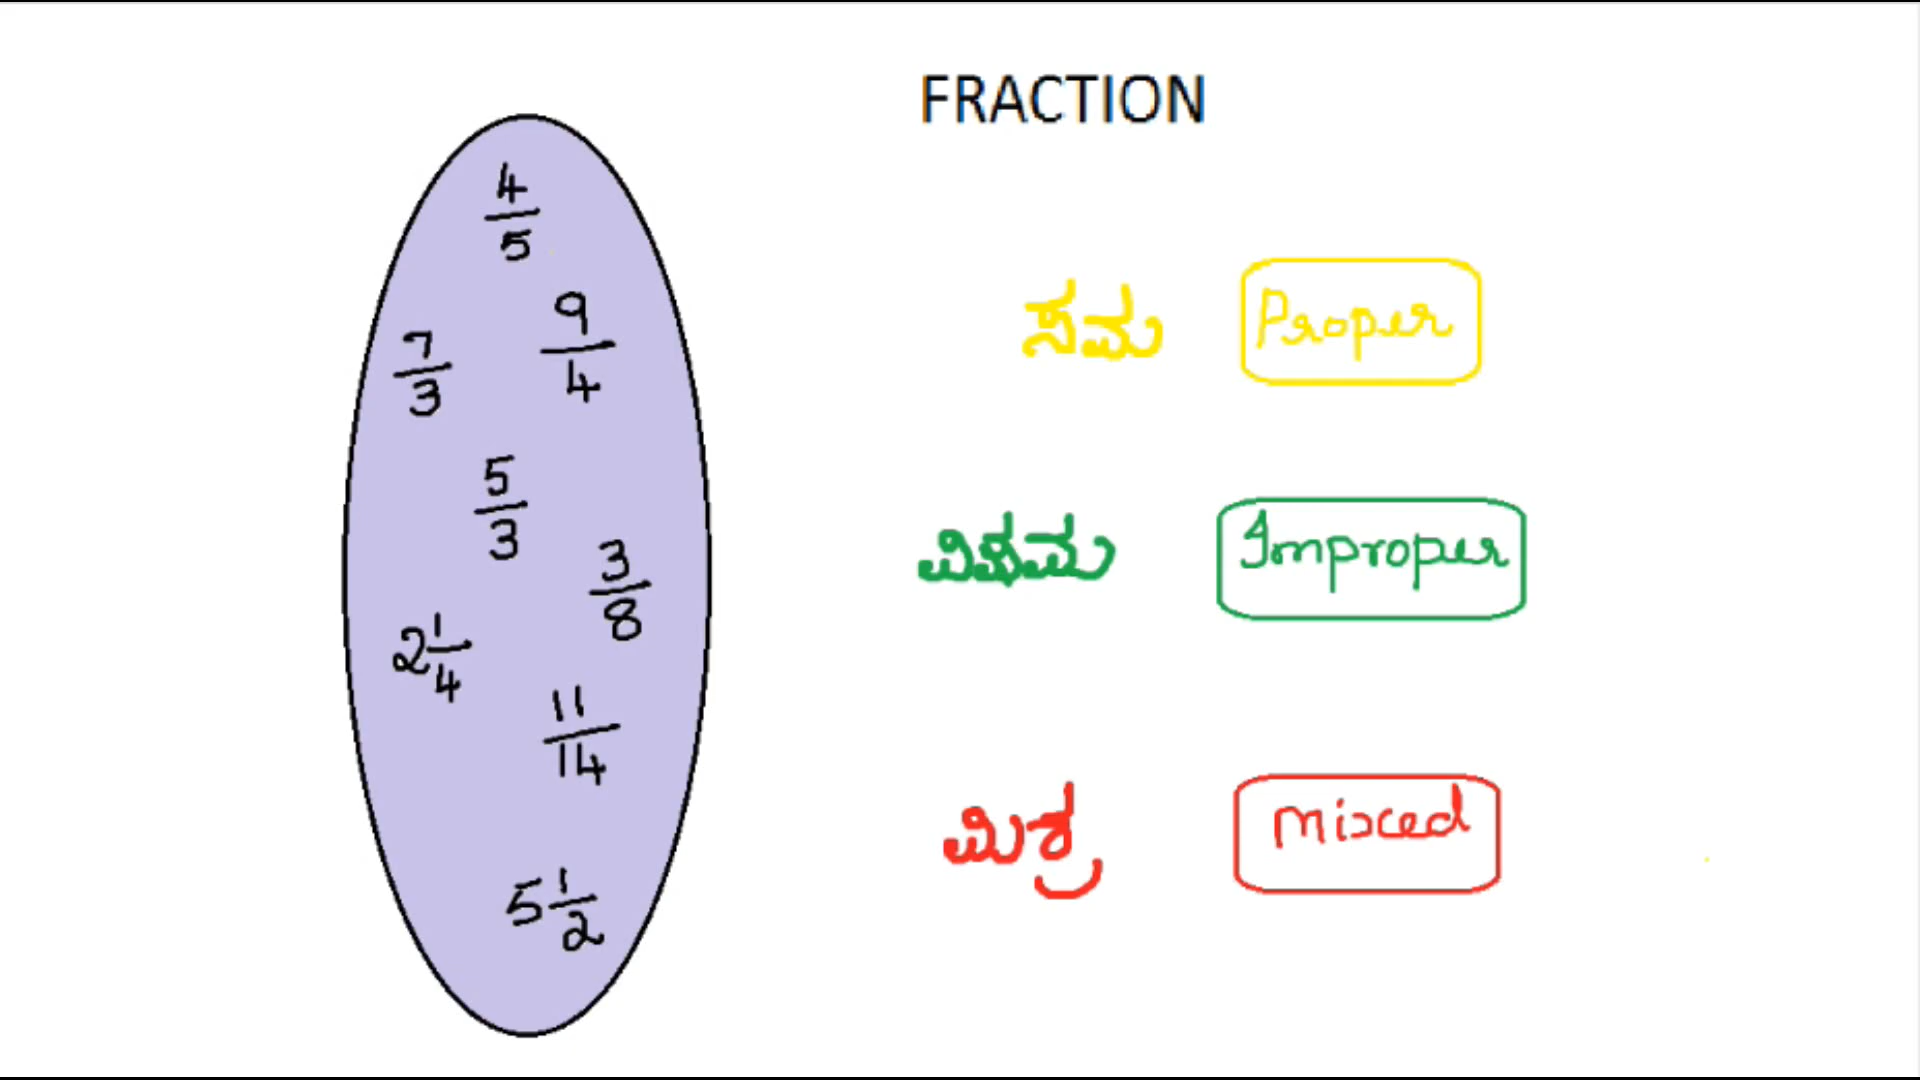 FRACTION
4/5
9/4
7/3
5/3
3/8
2 1/4
11/14
5 1/2
ಸಮ Proper
ವಿಷಮ Improper
ಮಿಶ್ರ mixed